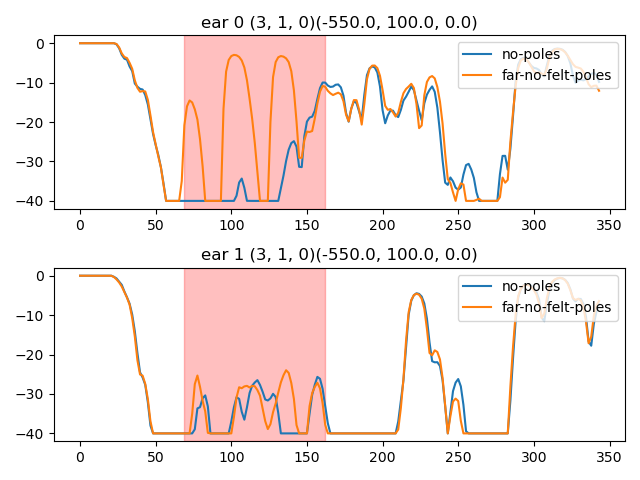 ear 0 (3, 1, 0)(-550.0, 100.0, 0.0)
0
−10
−20
−30
−40
no-poles
far-no-felt-poles
0 50 100 150 200 250 300 350
ear 1 (3, 1, 0)(-550.0, 100.0, 0.0)
0
−10
−20
−30
−40
no-poles
far-no-felt-poles
0 50 100 150 200 250 300 350